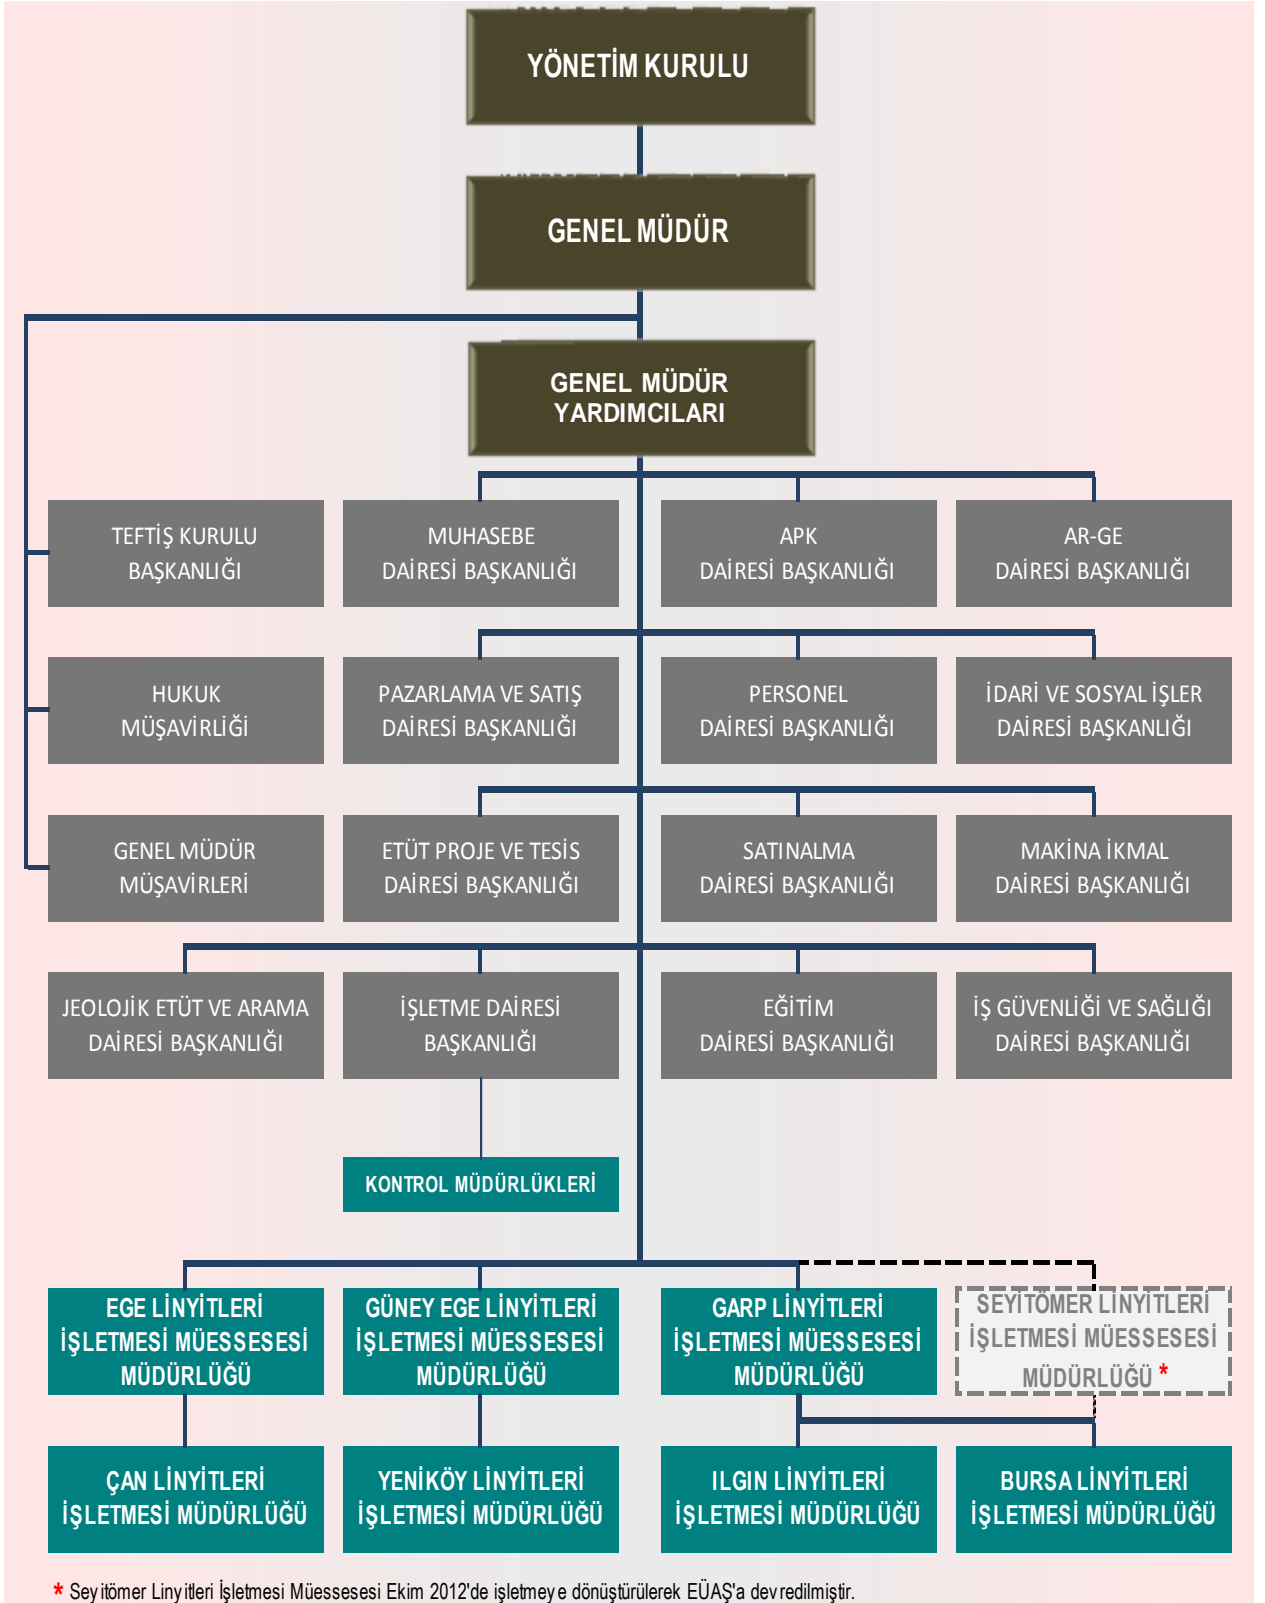 YÖNETİM KURULU
GENEL MÜDÜR
GENEL MÜDÜR
YARDIMCILARI
TEFTİŞ KURULU
BAŞKANLIĞI
MUHASEBE
DAİRESİ BAŞKANLIĞI
APK
DAİRESİ BAŞKANLIĞI
AR-GE
DAİRESİ BAŞKANLIĞI
HUKUK
MÜŞAVİRLİĞİ
PAZARLAMA VE SATIŞ
DAİRESİ BAŞKANLIĞI
PERSONEL
DAİRESİ BAŞKANLIĞI
İDARİ VE SOSYAL İŞLER
DAİRESİ BAŞKANLIĞI
GENEL MÜDÜR
MÜŞAVİRLERİ
ETÜT PROJE VE TESİS
DAİRESİ BAŞKANLIĞI
SATINALMA
DAİRESİ BAŞKANLIĞI
MAKİNA İKMAL
DAİRESİ BAŞKANLIĞI
JEOLOJİK ETÜT VE ARAMA
DAİRESİ BAŞKANLIĞI
İŞLETME DAİRESİ
BAŞKANLIĞI
EĞİTİM
DAİRESİ BAŞKANLIĞI
İŞ GÜVENLİĞİ VE SAĞLIĞI
DAİRESİ BAŞKANLIĞI
KONTROL MÜDÜRLÜKLERİ
EGE LİNYİTLERİ
İŞLETMESİ MÜESSESESİ
MÜDÜRLÜĞÜ
GÜNEY EGE LİNYİTLERİ
İŞLETMESİ MÜESSESESİ
MÜDÜRLÜĞÜ
GARP LİNYİTLERİ
İŞLETMESİ MÜESSESESİ
MÜDÜRLÜĞÜ
SEYİTÖMER LİNYİTLERİ
İŞLETMESİ MÜESSESESİ
MÜDÜRLÜĞÜ *
ÇAN LİNYİTLERİ
İŞLETMESİ MÜDÜRLÜĞÜ
YENİKÖY LİNYİTLERİ
İŞLETMESİ MÜDÜRLÜĞÜ
ILGIN LİNYİTLERİ
İŞLETMESİ MÜDÜRLÜĞÜ
BURSA LİNYİTLERİ
İŞLETMESİ MÜDÜRLÜĞÜ
* Seyitömer Linyitleri İşletmesi Müessesesi Ekim 2012'de işletmeye dönüştürülerek EÜAŞ'a devredilmiştir.